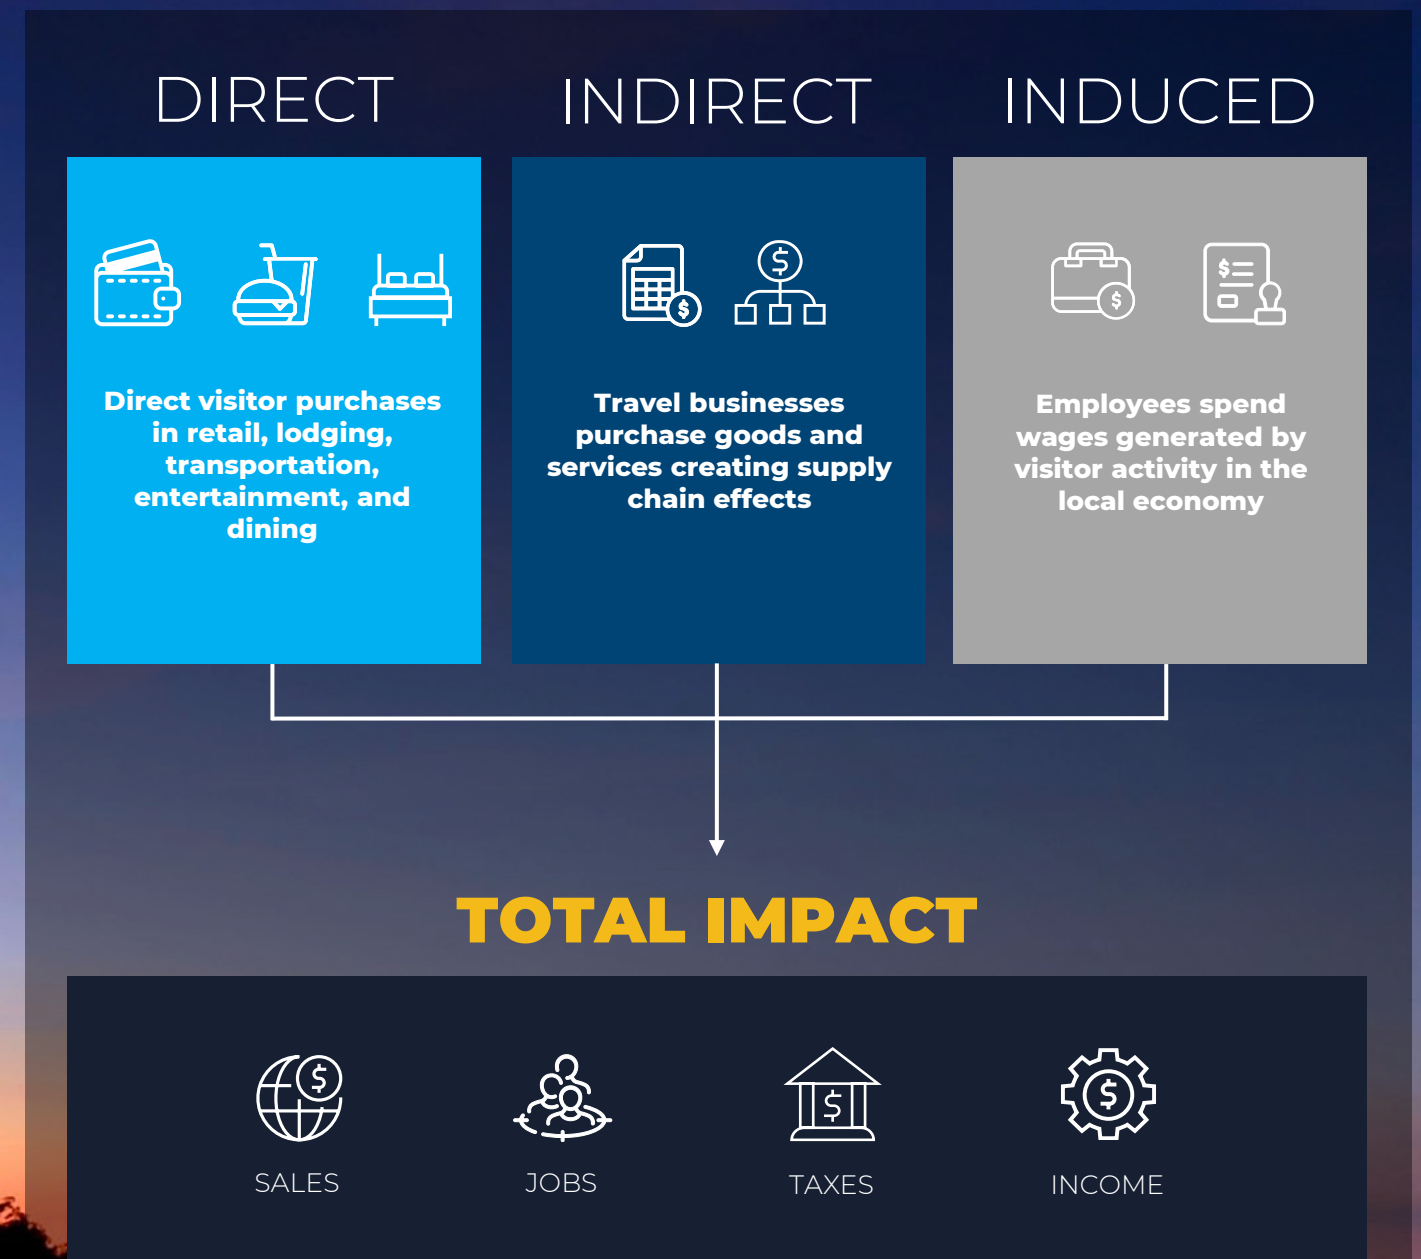 DIRECT
INDIRECT
INDUCED
Direct visitor purchases
in retail, lodging,
transportation,
entertainment, and
dining
$
$
Travel businesses
purchase goods and
services creating supply
chain effects
$
$
Employees spend
wages generated by
visitor activity in the
local economy
TOTAL IMPACT
$
$
$
SALES
JOBS
TAXES
INCOME